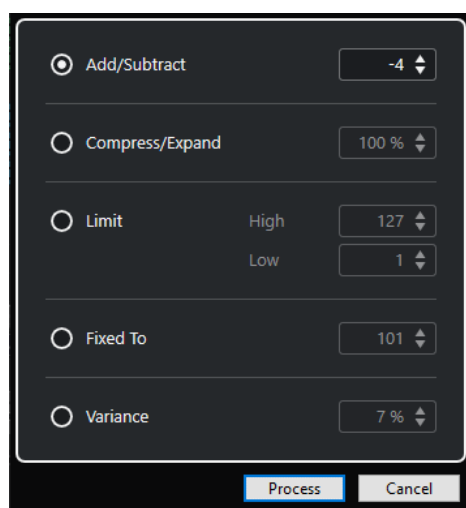 Add/Subtract -4
Compress/Expand 100 %
Limit High 127
Low 1
Fixed To 101
Variance 7 %
Process Cancel